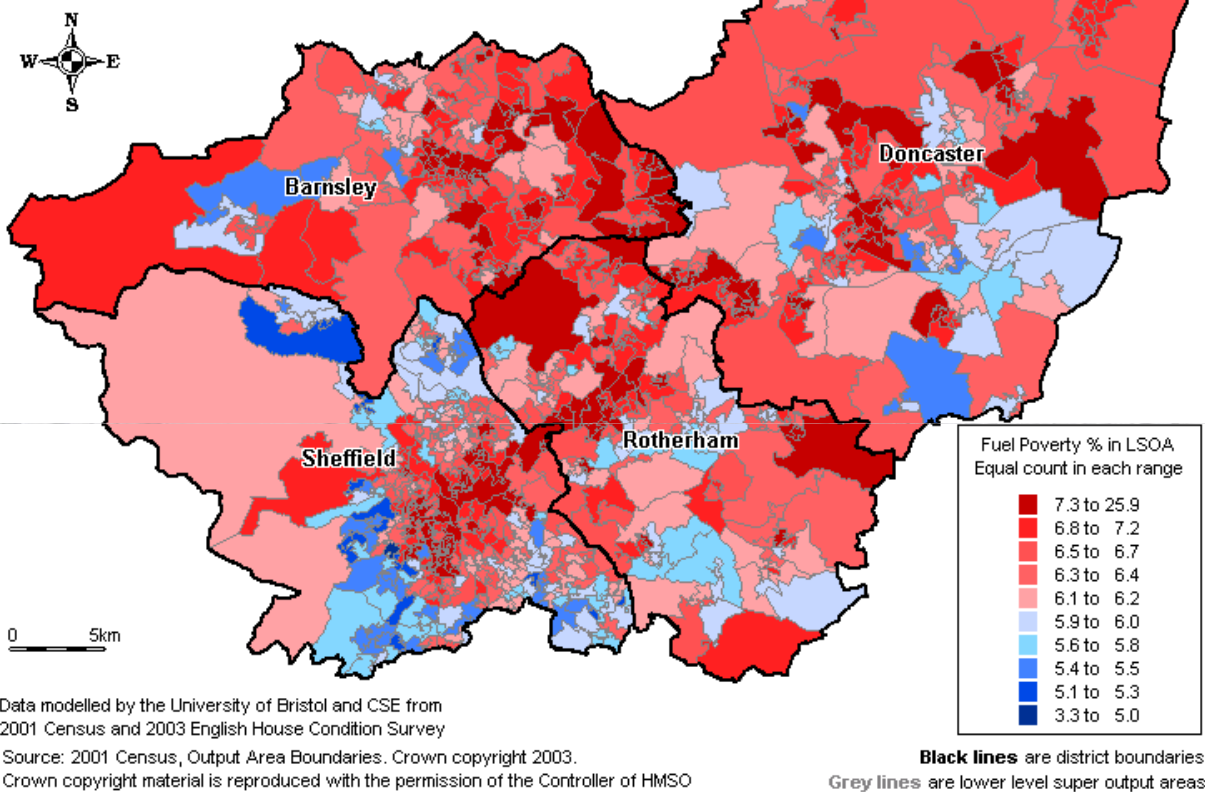 N
W E
S
Doncaster
Barnsley
Rotherham
Sheffield
Fuel Poverty % in LSOA
Equal count in each range
7.3 to 25.9
6.8 to 7.2
6.5 to 6.7
6.3 to 6.4
6.1 to 6.2
5.9 to 6.0
5.6 to 5.8
5.4 to 5.5
5.1 to 5.3
3.3 to 5.0
0 5km
Data modelled by the University of Bristol and CSE from
2001 Census and 2003 English House Condition Survey
Source: 2001 Census, Output Area Boundaries. Crown copyright 2003.
Crown copyright material is reproduced with the permission of the Controller of HMSO
Black lines are district boundaries
Grey lines are lower level super output areas